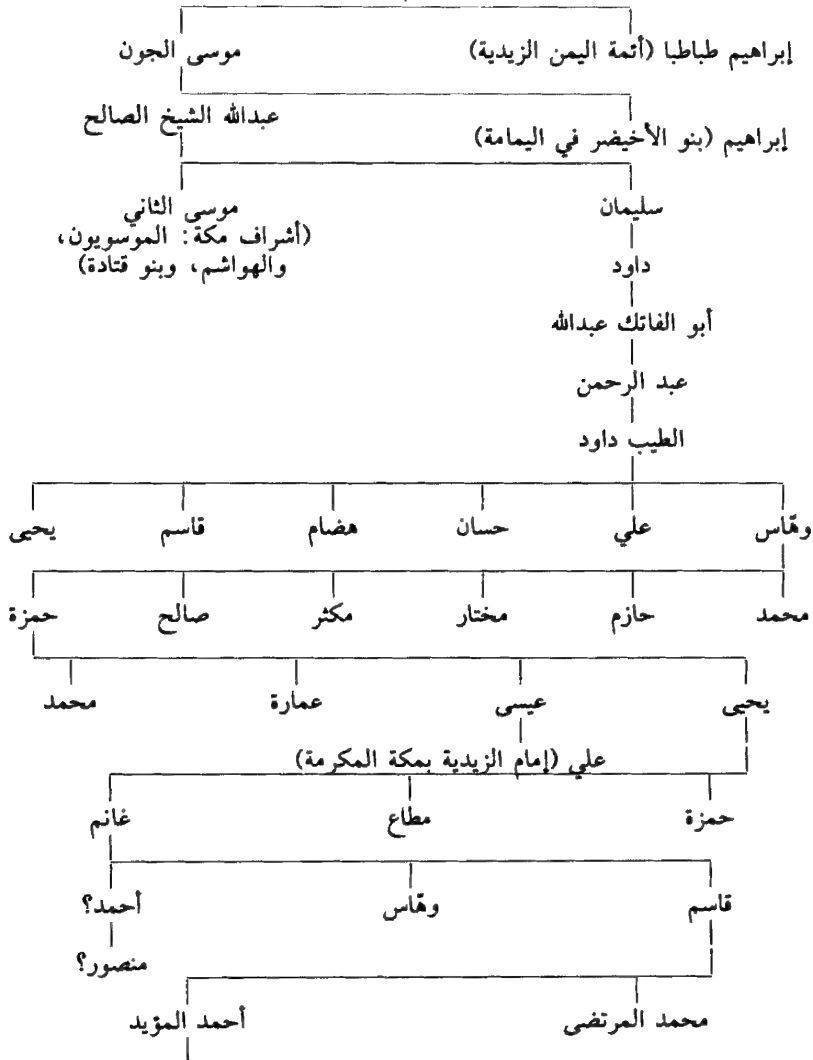 إبراهيم طباطبا (أئمة اليمن الزيدية) موسى الجون
عبدالله الشيخ الصالح
إبراهيم (بنو الأخيضر في اليمامة)
سليمان موسى الثاني
(أشراف مكة: الموسويون،
والهواشم، وبنو قتادة)
داود
أبو الفاتك عبدالله
عبد الرحمن
الطيب داود
وهّاس علي حسان هضام قاسم يحيى
محمد حازم مختار مكثر صالح حمزة
يحيى عيسى عمارة محمد
علي (إمام الزيدية بمكة المكرمة)
حمزة مطاع غانم
قاسم وهّاس أحمد؟
منصور؟
محمد المرتضى أحمد المؤيد